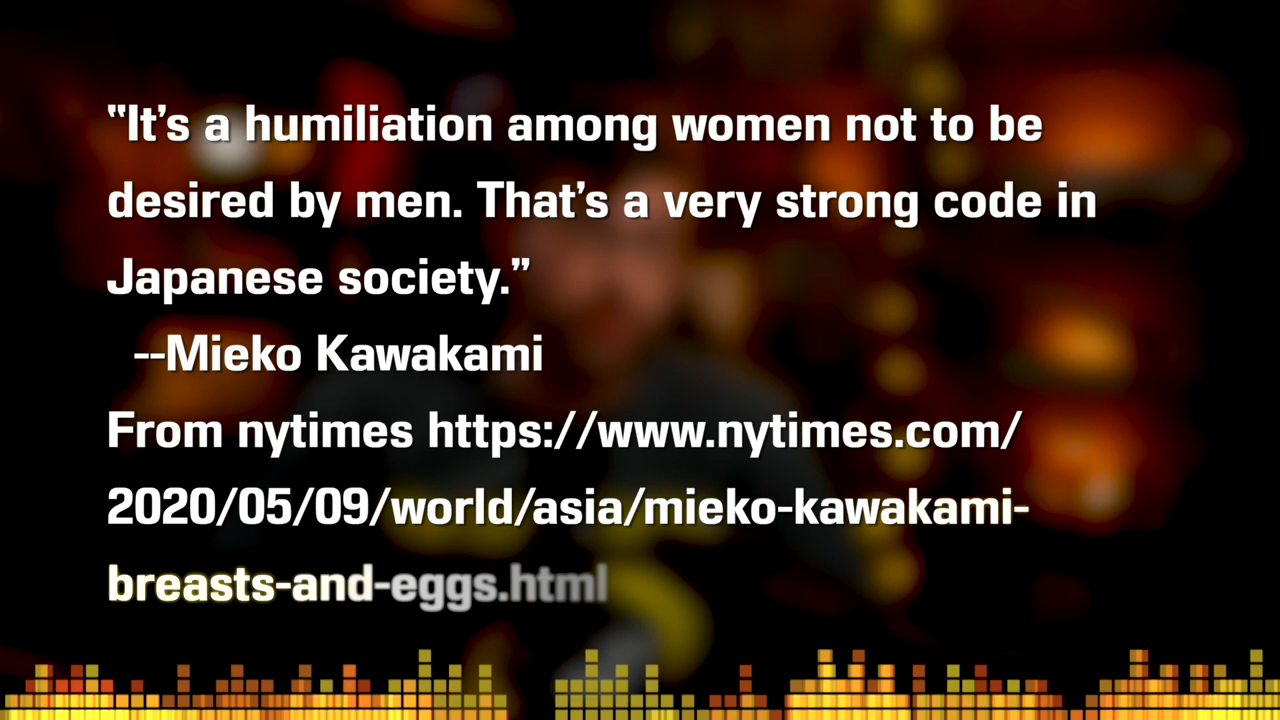 “It’s a humiliation among women not to be
desired by men. That’s a very strong code in
Japanese society.”
--Mieko Kawakami
From nytimes https://www.nytimes.com/
2020/05/09/world/asia/mieko-kawakami-
breasts-and-eggs.html